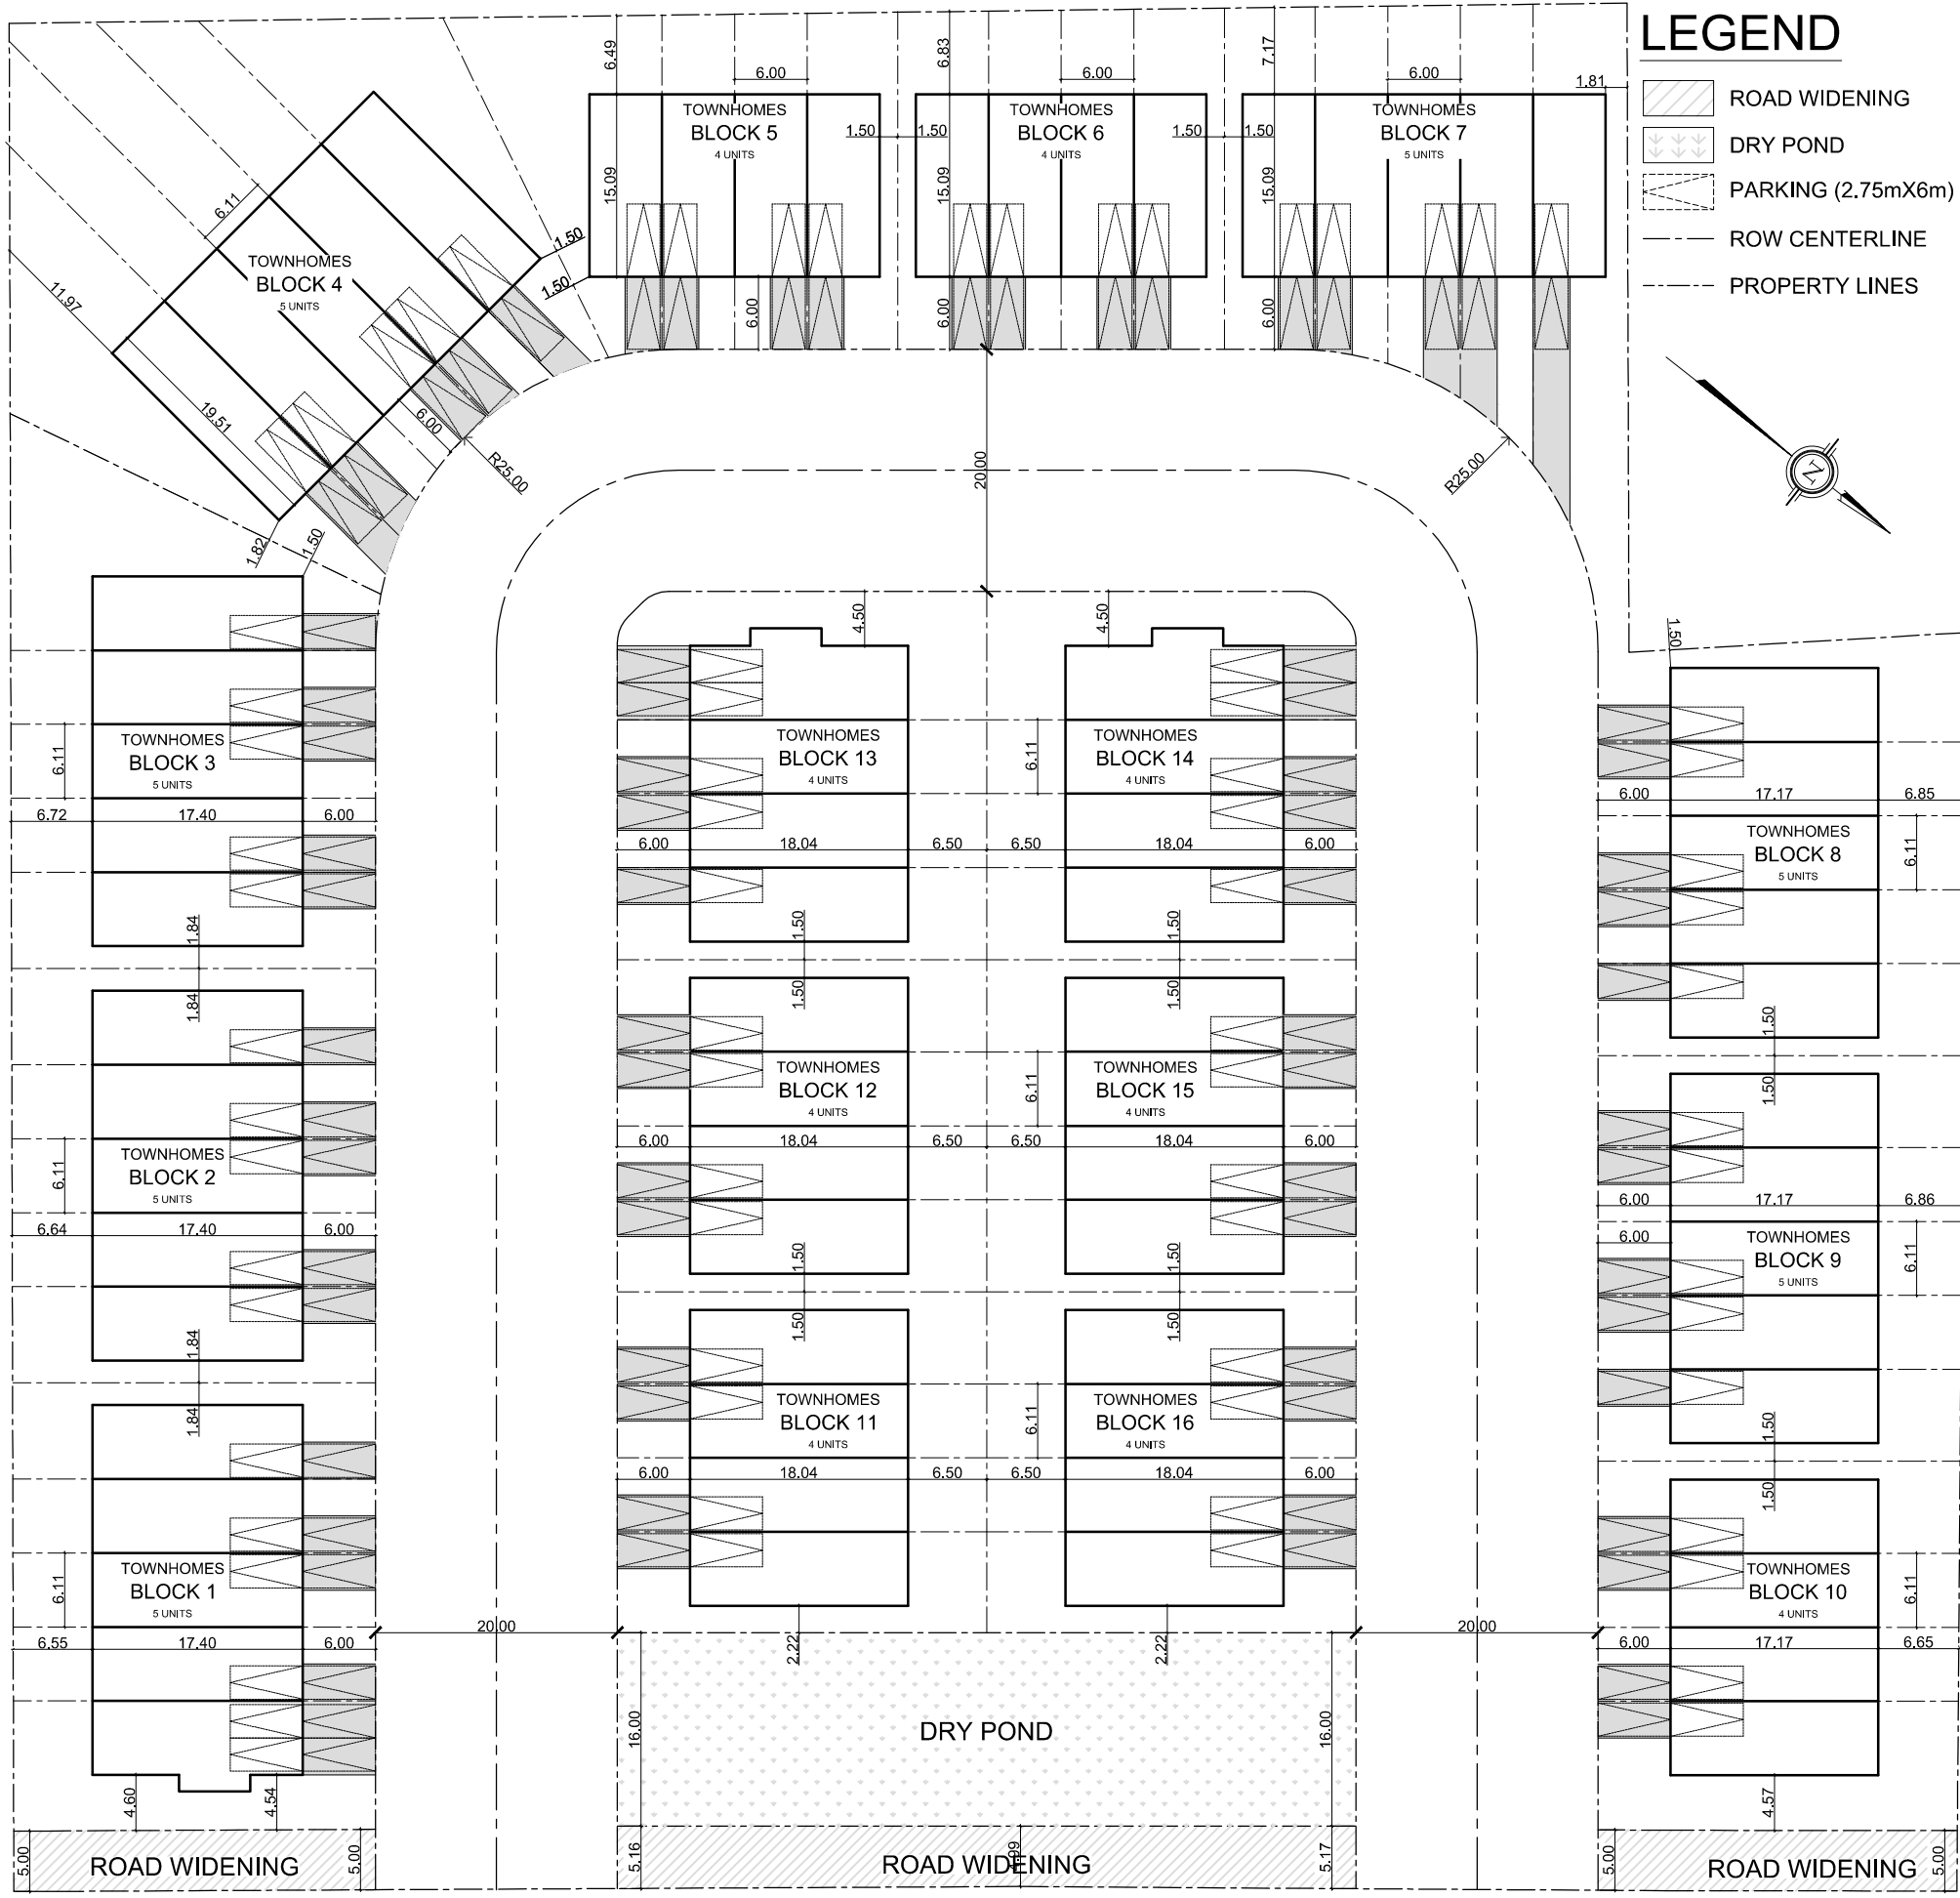 LEGEND
ROAD WIDENING
DRY POND
PARKING (2.75mX6m)
ROW CENTERLINE
PROPERTY LINES
N
6.49
6.00
6.83
6.00
7.17
6.00
1.81
TOWNHOMES
BLOCK 5
4 UNITS
1.50
1.50
TOWNHOMES
BLOCK 6
4 UNITS
1.50
1.50
TOWNHOMES
BLOCK 7
5 UNITS
15.09
15.09
15.09
6.00
6.00
6.00
6.11
TOWNHOMES
BLOCK 4
5 UNITS
11.97
19.51
6.00
1.50
1.50
R25.00
R25.00
20.00
1.82
1.50
TOWNHOMES
BLOCK 3
5 UNITS
6.11
6.72
17.40
6.00
1.84
1.84
TOWNHOMES
BLOCK 2
5 UNITS
6.11
6.64
17.40
6.00
1.84
1.84
TOWNHOMES
BLOCK 1
5 UNITS
6.11
6.55
17.40
6.00
4.60
4.54
5.00
5.00
ROAD WIDENING
20.00
4.50
4.50
TOWNHOMES
BLOCK 13
4 UNITS
6.11
TOWNHOMES
BLOCK 14
4 UNITS
6.00
18.04
6.50
6.50
18.04
6.00
1.50
1.50
1.50
1.50
TOWNHOMES
BLOCK 12
4 UNITS
6.11
TOWNHOMES
BLOCK 15
4 UNITS
6.00
18.04
6.50
6.50
18.04
6.00
1.50
1.50
1.50
1.50
TOWNHOMES
BLOCK 11
4 UNITS
6.11
TOWNHOMES
BLOCK 16
4 UNITS
6.00
18.04
6.50
6.50
18.04
6.00
2.22
2.22
16.00
DRY POND
16.00
5.16
ROAD WIDENING
4.99
5.17
20.00
1.50
6.00
17.17
6.85
TOWNHOMES
BLOCK 8
5 UNITS
6.11
1.50
1.50
6.00
17.17
6.86
6.00
TOWNHOMES
BLOCK 9
5 UNITS
6.11
1.50
1.50
TOWNHOMES
BLOCK 10
4 UNITS
6.11
6.00
17.17
6.65
4.57
5.00
ROAD WIDENING
5.00